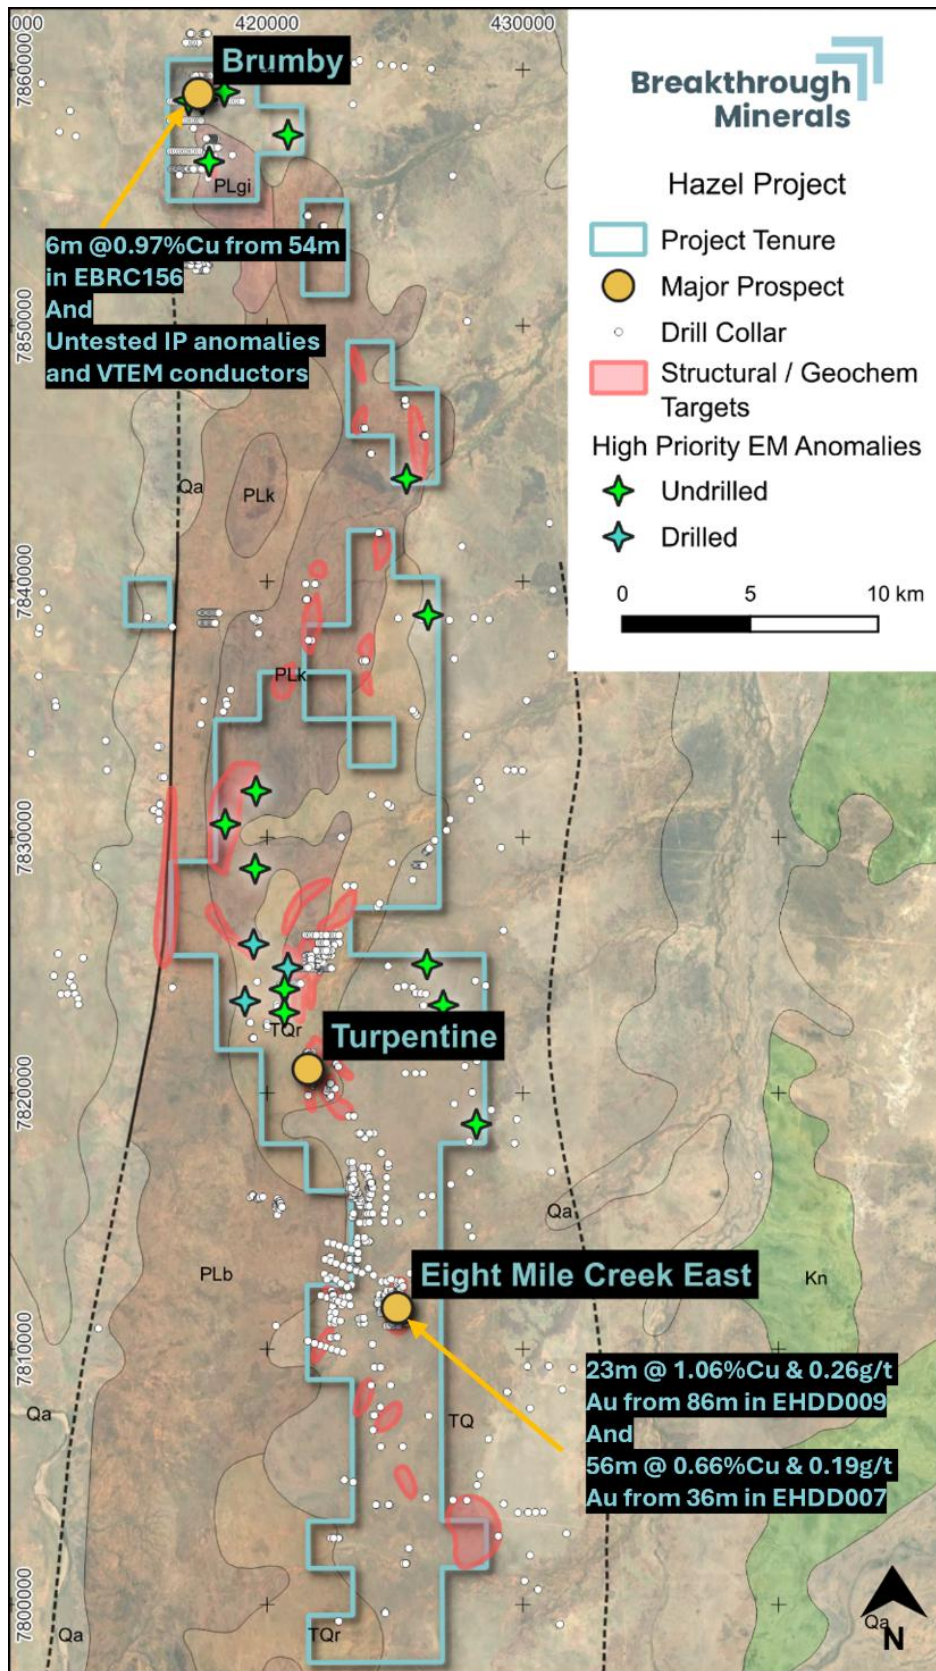 000
420000
430000
7860000
Brumby
Breakthrough
Minerals
Hazel Project
Project Tenure
Major Prospect
Drill Collar
Structural / Geochem
Targets
High Priority EM Anomalies
Undrilled
Drilled
0 5 10 km
PLgi
6m @0.97%Cu from 54m
in EBRC156
And
Untested IP anomalies
and VTEM conductors
7850000
Qa
PLk
7840000
PLk
7830000
TQr
Turpentine
7820000
Qa
PLb
Eight Mile Creek East
Kn
7810000
23m @ 1.06%Cu & 0.26g/t
Au from 86m in EHDD009
And
56m @ 0.66%Cu & 0.19g/t
Au from 36m in EHDD007
Qa
TQ
7800000
Qa
TQr
Qa
N